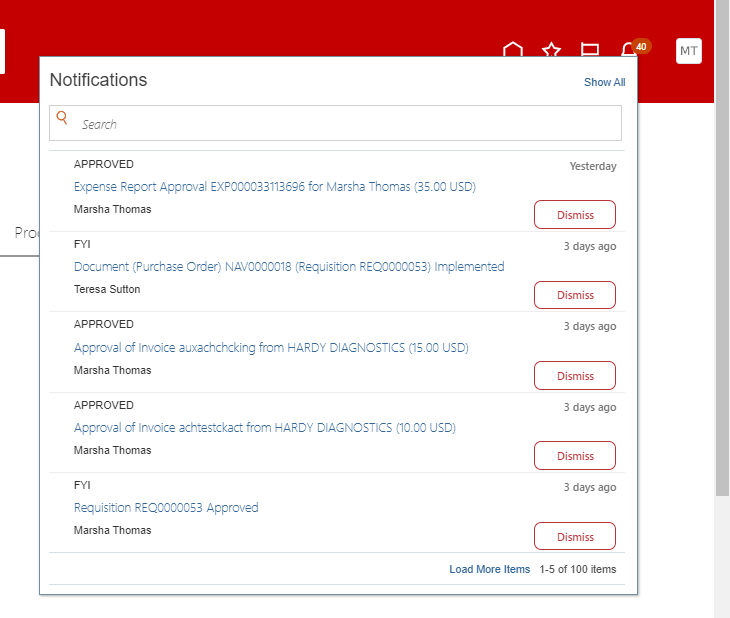 40
MT
Notifications
Show All
Search
APPROVED
Yesterday
Expense Report Approval EXP000033113696 for Marsha Thomas (35.00 USD)
Marsha Thomas
Dismiss
FYI
3 days ago
Document (Purchase Order) NAV0000018 (Requisition REQ0000053) Implemented
Teresa Sutton
Dismiss
APPROVED
3 days ago
Approval of Invoice auxachchcking from HARDY DIAGNOSTICS (15.00 USD)
Marsha Thomas
Dismiss
APPROVED
3 days ago
Approval of Invoice achtestckact from HARDY DIAGNOSTICS (10.00 USD)
Marsha Thomas
Dismiss
FYI
3 days ago
Requisition REQ0000053 Approved
Marsha Thomas
Dismiss
Load More Items 1-5 of 100 items